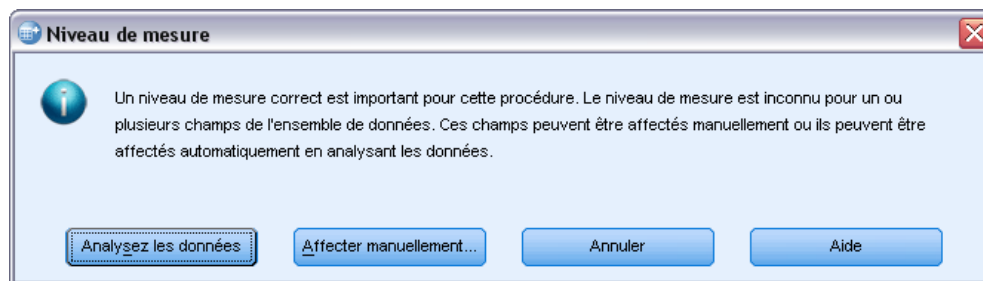 Niveau de mesure
Un niveau de mesure correct est important pour cette procédure. Le niveau de mesure est inconnu pour un ou
plusieurs champs de l'ensemble de données. Ces champs peuvent être affectés manuellement ou ils peuvent être
affectés automatiquement en analysant les données.
Analysez les données
Affecter manuellement...
Annuler
Aide